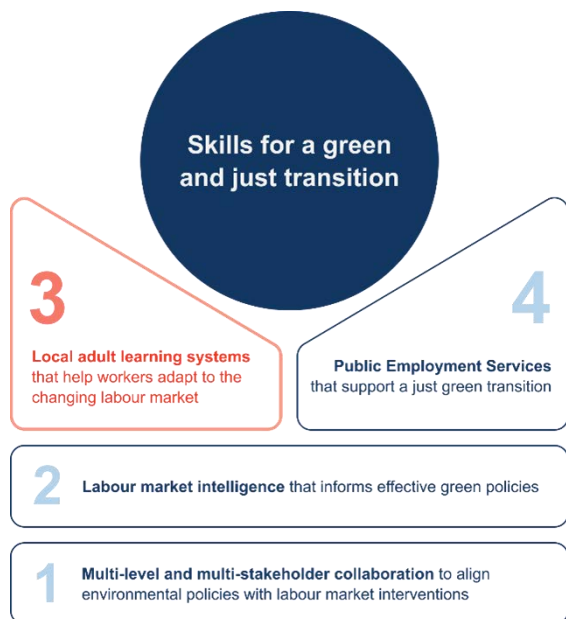 Skills for a green
and just transition
3
Local adult learning systems
that help workers adapt to the
changing labour market
4
Public Employment Services
that support a just green transition
2
Labour market intelligence that informs effective green policies
1
Multi-level and multi-stakeholder collaboration to align
environmental policies with labour market interventions